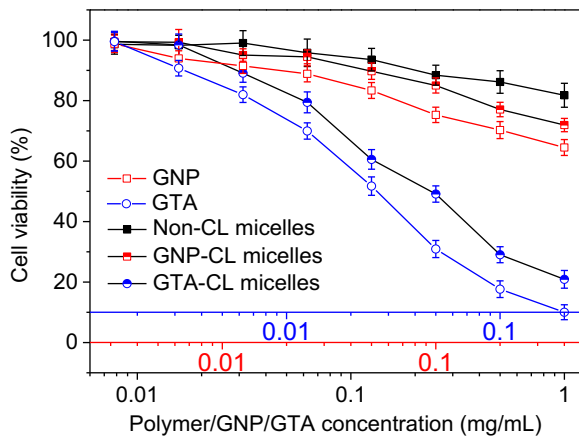 100
80
60
40
20
0
Cell viability (%)
GNP
GTA
Non-CL micelles
GNP-CL micelles
GTA-CL micelles
0.01 0.1
0.01 0.1
0.01 0.1 1
Polymer/GNP/GTA concentration (mg/mL)